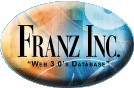 FRANZ INC.
"WEB 3.0'S DATABASE"